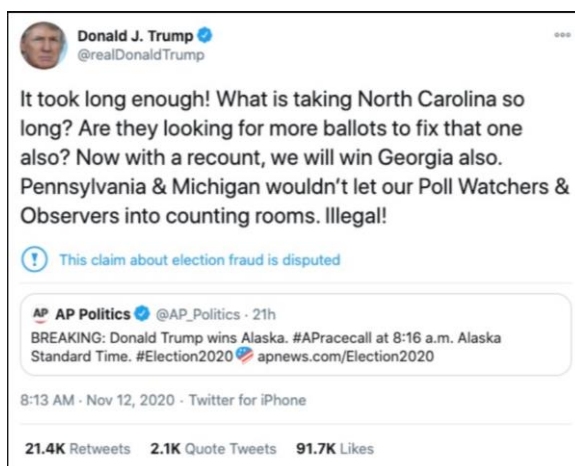 Donald J. Trump
@realDonaldTrump
It took long enough! What is taking North Carolina so
long? Are they looking for more ballots to fix that one
also? Now with a recount, we will win Georgia also.
Pennsylvania & Michigan wouldn't let our Poll Watchers &
Observers into counting rooms. Illegal!
This claim about election fraud is disputed
AP AP Politics @AP_Politics · 21h
BREAKING: Donald Trump wins Alaska. #APracecall at 8:16 a.m. Alaska
Standard Time. #Election2020 apnews.com/Election2020
8:13 AM · Nov 12, 2020 · Twitter for iPhone
21.4K Retweets 2.1K Quote Tweets 91.7K Likes